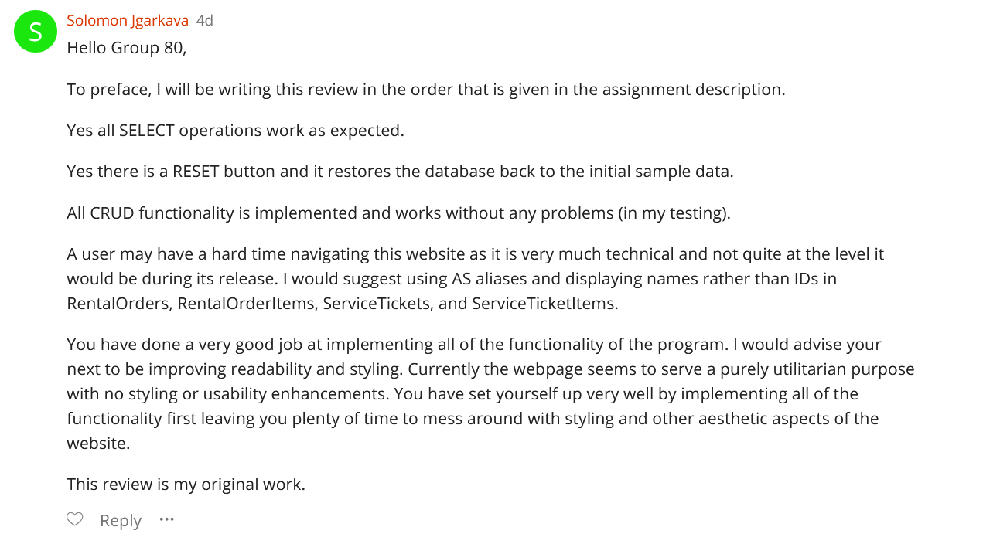 S
Solomon Jgarkava 4d
Hello Group 80,
To preface, I will be writing this review in the order that is given in the assignment description.
Yes all SELECT operations work as expected.
Yes there is a RESET button and it restores the database back to the initial sample data.
All CRUD functionality is implemented and works without any problems (in my testing).
A user may have a hard time navigating this website as it is very much technical and not quite at the level it
would be during its release. I would suggest using AS aliases and displaying names rather than IDs in
RentalOrders, RentalOrderItems, ServiceTickets, and ServiceTicketItems.
You have done a very good job at implementing all of the functionality of the program. I would advise your
next to be improving readability and styling. Currently the webpage seems to serve a purely utilitarian purpose
with no styling or usability enhancements. You have set yourself up very well by implementing all of the
functionality first leaving you plenty of time to mess around with styling and other aesthetic aspects of the
website.
This review is my original work.
Reply ···